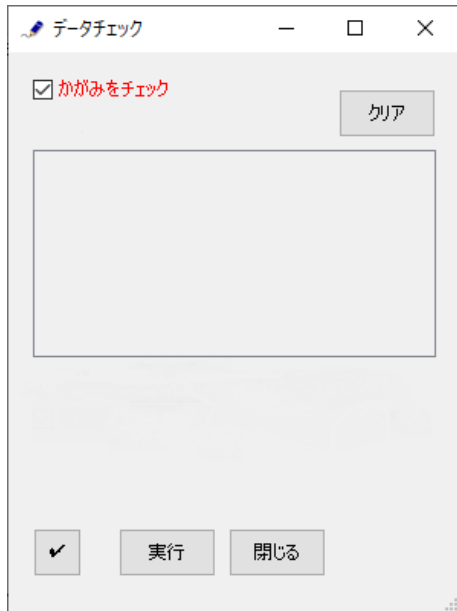 データチェック
かがみをチェック
クリア
✔
実行
閉じる